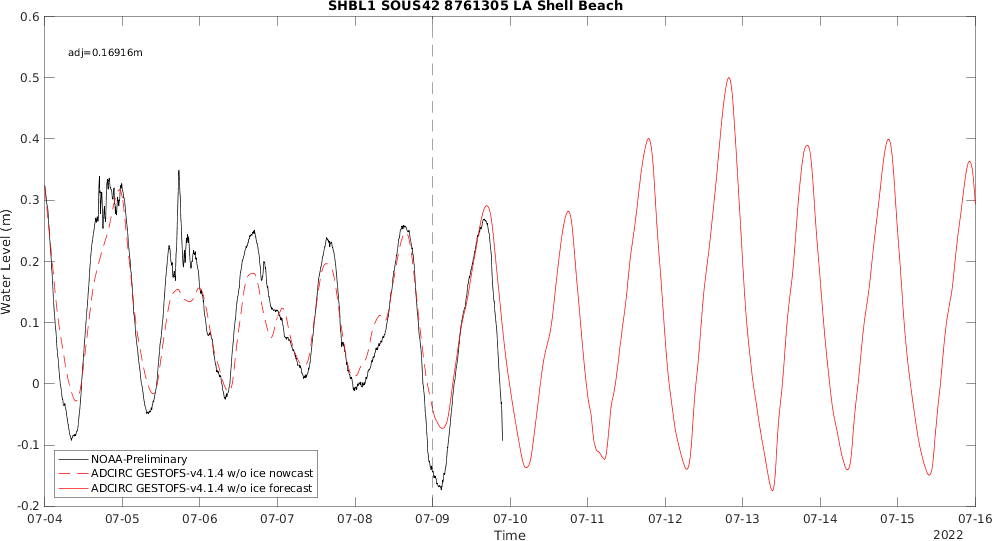 SHBL1 SOUS42 8761305 LA Shell Beach
adj=0.16916m
0.6
0.5
0.4
0.3
0.2
0.1
0
-0.1
-0.2
Water Level (m)
NOAA-Preliminary
ADCIRC GESTOFS-v4.1.4 w/o ice nowcast
ADCIRC GESTOFS-v4.1.4 w/o ice forecast
07-04 07-05 07-06 07-07 07-08 07-09 07-10 07-11 07-12 07-13 07-14 07-15 07-16
Time
2022